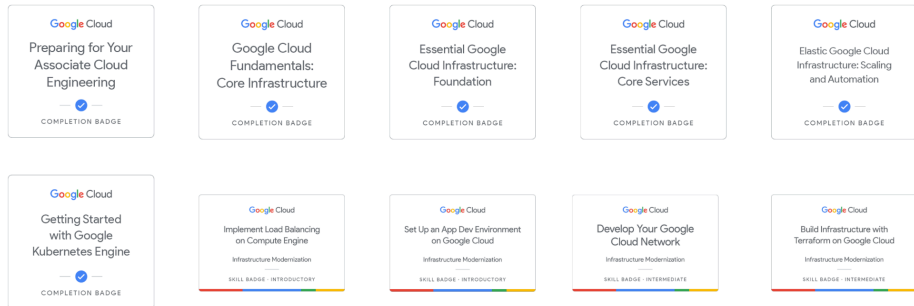 Google Cloud
Preparing for Your
Associate Cloud
Engineering
COMPLETION BADGE
Google Cloud
Google Cloud
Fundamentals:
Core Infrastructure
COMPLETION BADGE
Google Cloud
Essential Google
Cloud Infrastructure:
Foundation
COMPLETION BADGE
Google Cloud
Essential Google
Cloud Infrastructure:
Core Services
COMPLETION BADGE
Google Cloud
Elastic Google Cloud
Infrastructure: Scaling
and Automation
COMPLETION BADGE
Google Cloud
Getting Started
with Google
Kubernetes Engine
COMPLETION BADGE
Google Cloud
Implement Load Balancing
on Compute Engine
Infrastructure Modernization
SKILL BADGE · INTRODUCTORY
Google Cloud
Set Up an App Dev Environment
on Google Cloud
Infrastructure Modernization
SKILL BADGE · INTRODUCTORY
Google Cloud
Develop Your Google
Cloud Network
Infrastructure Modernization
SKILL BADGE · INTERMEDIATE
Google Cloud
Build Infrastructure with
Terraform on Google Cloud
Infrastructure Modernization
SKILL BADGE · INTERMEDIATE